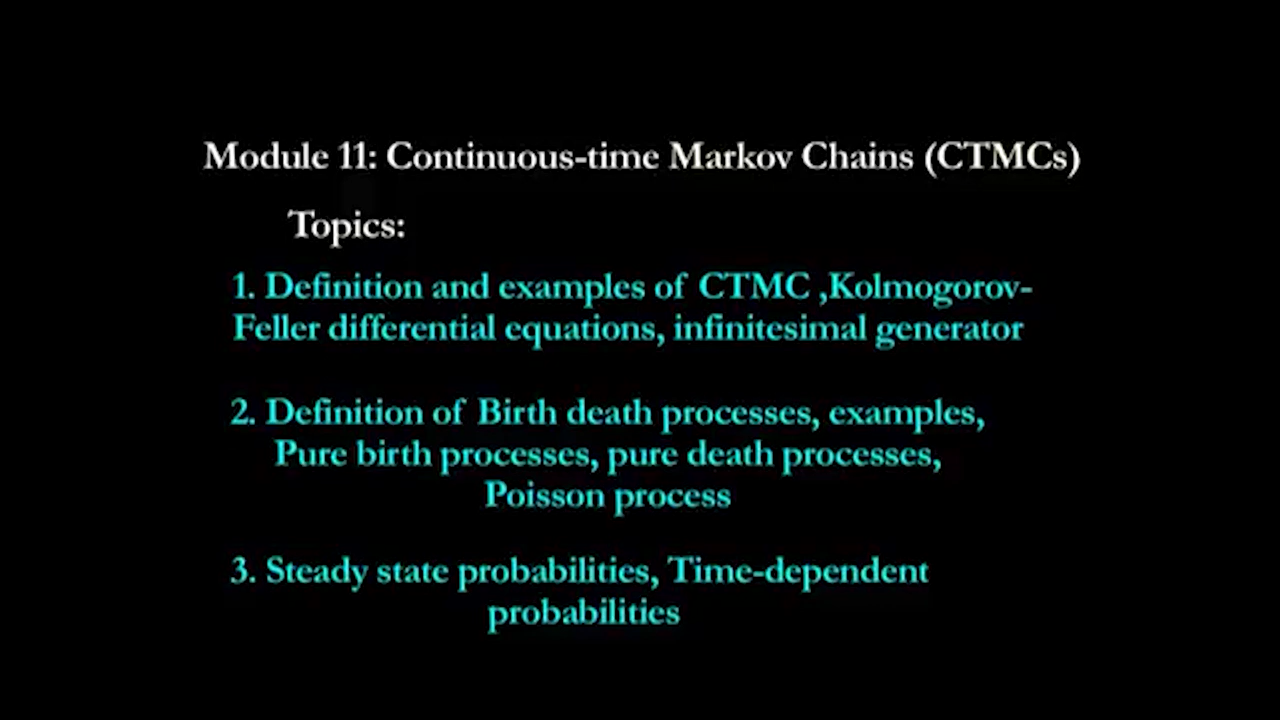 Module 11: Continuous-time Markov Chains (CTMCs)
Topics:
1. Definition and examples of CTMC ,Kolmogorov-
Feller differential equations, infinitesimal generator
2. Definition of Birth death processes, examples,
Pure birth processes, pure death processes,
Poisson process
3. Steady state probabilities, Time-dependent
probabilities